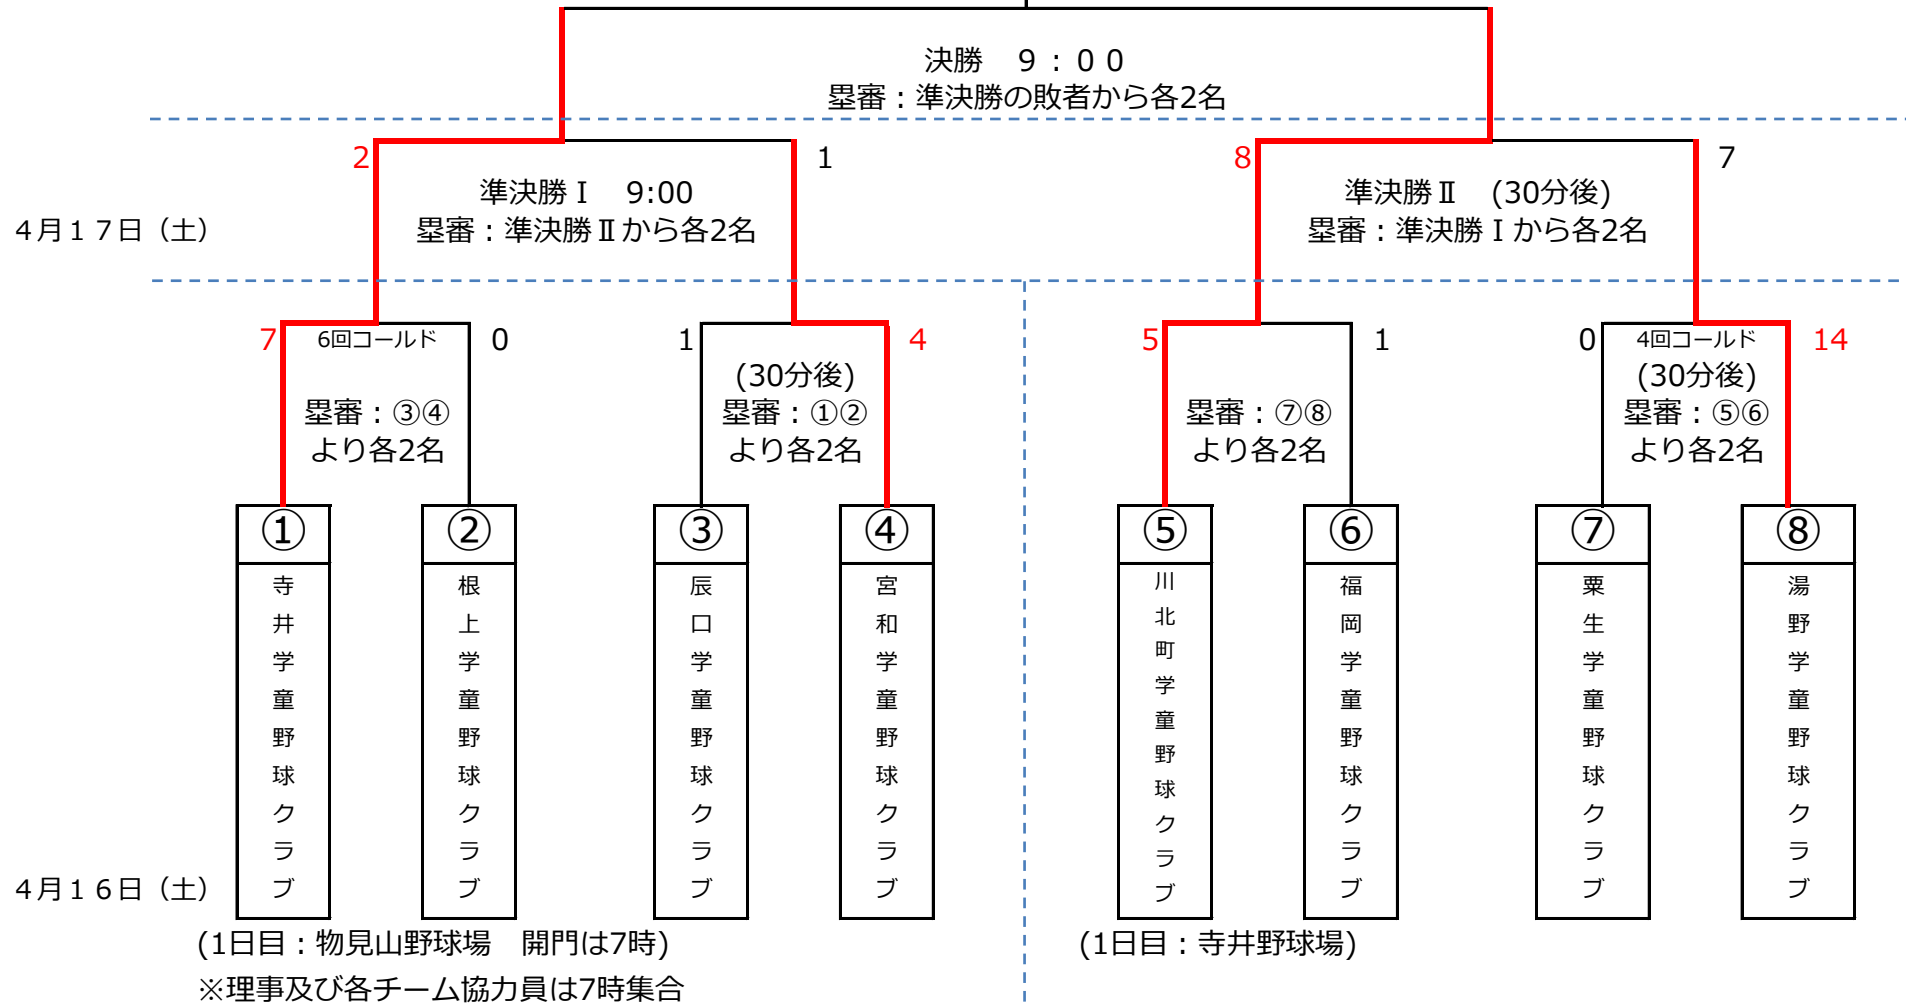 決勝　９：００
塁審：準決勝の敗者から各2名
2
1
8
7
準決勝Ⅰ　9:00
塁審：準決勝Ⅱから各2名
準決勝Ⅱ　(30分後)
塁審：準決勝Ⅰから各2名
４月１７日（土）
7
6回コールド
0
1
4
5
1
0
4回コールド
14
塁審：③④
より各2名
(30分後)
塁審：①②
より各2名
塁審：⑦⑧
より各2名
(30分後)
塁審：⑤⑥
より各2名
①
寺井学童野球クラブ
②
根上学童野球クラブ
③
辰口学童野球クラブ
④
宮和学童野球クラブ
⑤
川北町学童野球クラブ
⑥
福岡学童野球クラブ
⑦
粟生学童野球クラブ
⑧
湯野学童野球クラブ
４月１６日（土）
(1日目：物見山野球場　開門は7時)
(1日目：寺井野球場)
※理事及び各チーム協力員は7時集合